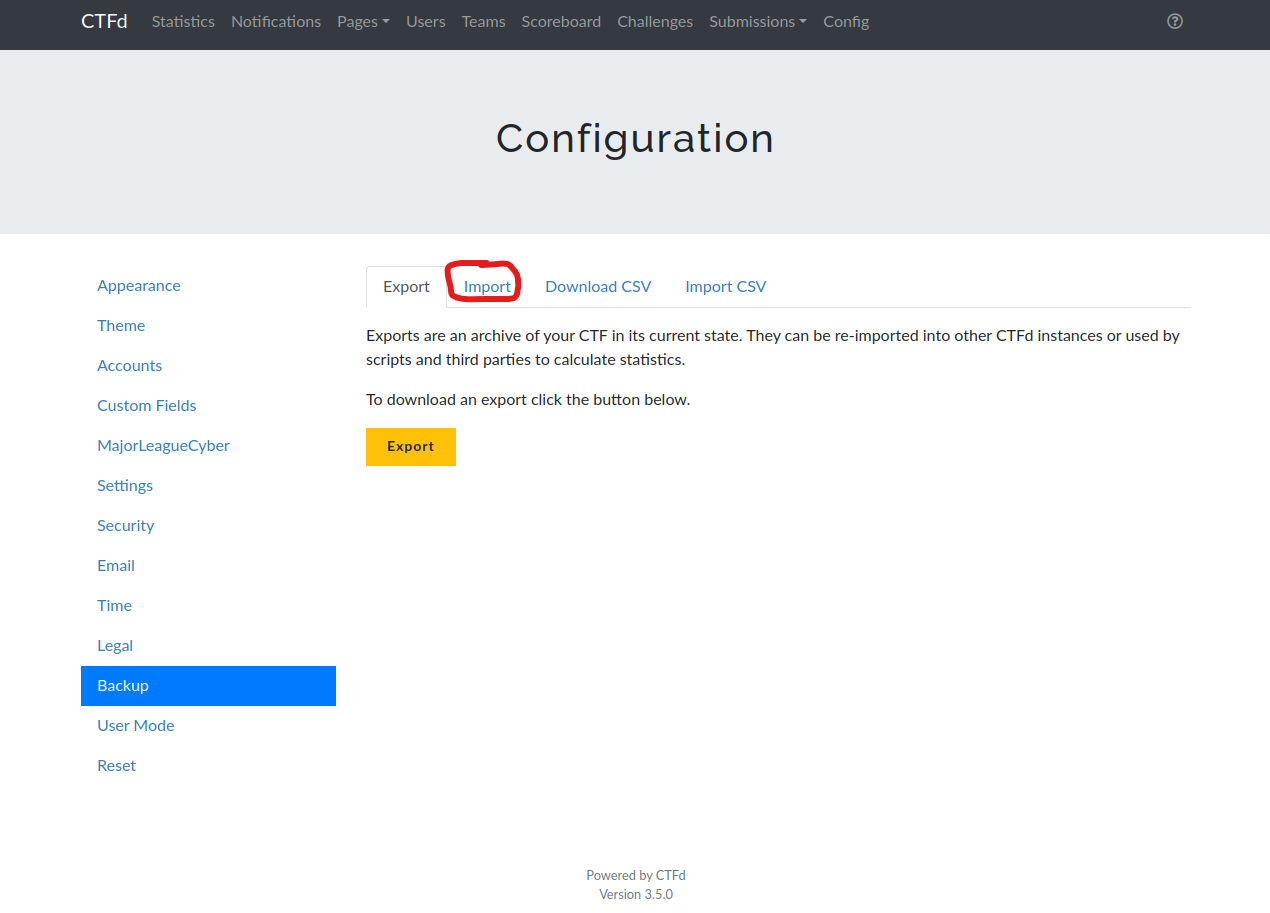 CTFd Statistics Notifications Pages Users Teams Scoreboard Challenges Submissions Config
Configuration
Appearance
Theme
Accounts
Custom Fields
MajorLeagueCyber
Settings
Security
Email
Time
Legal
Backup
User Mode
Reset
Export Import Download CSV Import CSV
Exports are an archive of your CTF in its current state. They can be re-imported into other CTFd instances or used by
scripts and third parties to calculate statistics.
To download an export click the button below.
Export
Powered by CTFd
Version 3.5.0